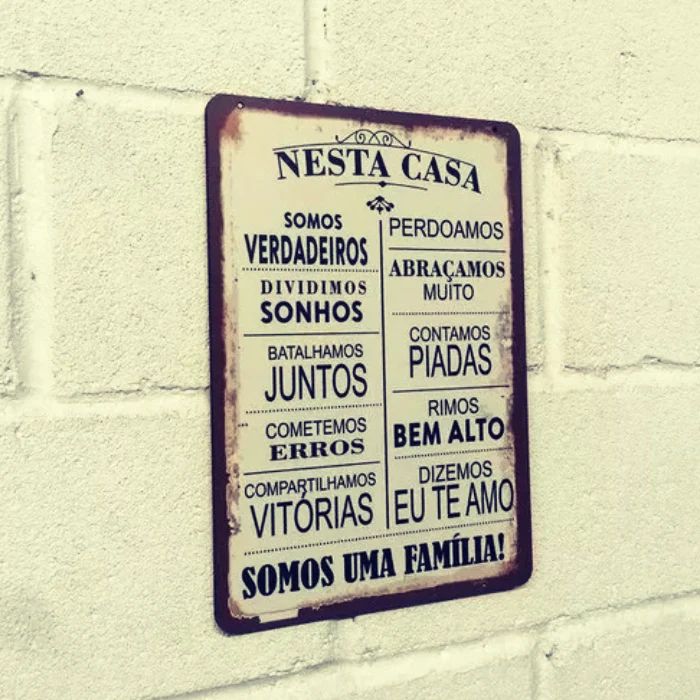 NESTA CASA
SOMOS
VERDADEIROS
DIVIDIMOS
SONHOS
BATALHAMOS
JUNTOS
COMETEMOS
ERROS
COMPARTILHAMOS
VITÓRIAS
PERDOAMOS
ABRAÇAMOS
MUITO
CONTAMOS
PIADAS
RIMOS
BEM ALTO
DIZEMOS
EU TE AMO
SOMOS UMA FAMÍLIA!